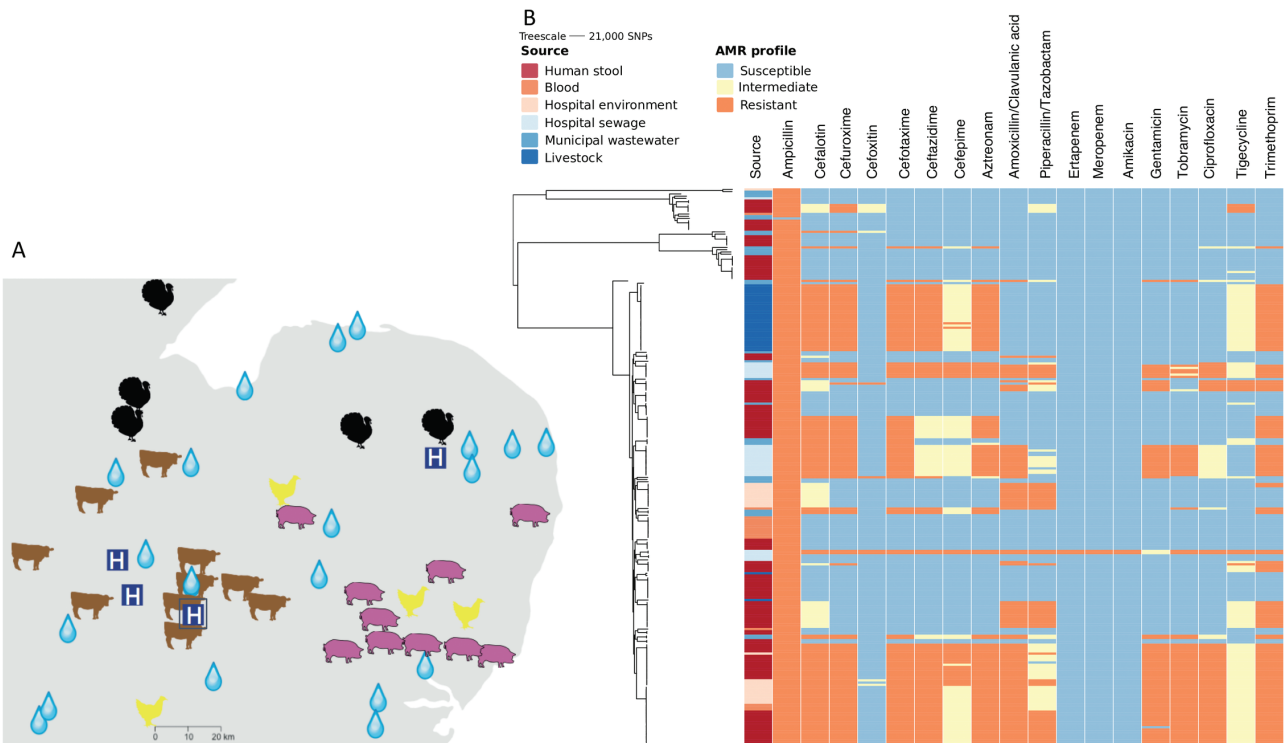 B
Treescale 21,000 SNPs
Source
Human stool
Blood
Hospital environment
Hospital sewage
Municipal wastewater
Livestock
AMR profile
Susceptible
Intermediate
Resistant
Source
Ampicillin
Cefalotin
Cefuroxime
Cefoxitin
Cefotaxime
Ceftazidime
Cefepime
Aztreonam
Amoxicillin/Clavulanic acid
Piperacillin/Tazobactam
Ertapenem
Meropenem
Amikacin
Gentamicin
Tobramycin
Ciprofloxacin
Tigecycline
Trimethoprim
A
H
H
H
H
0 10 20 km